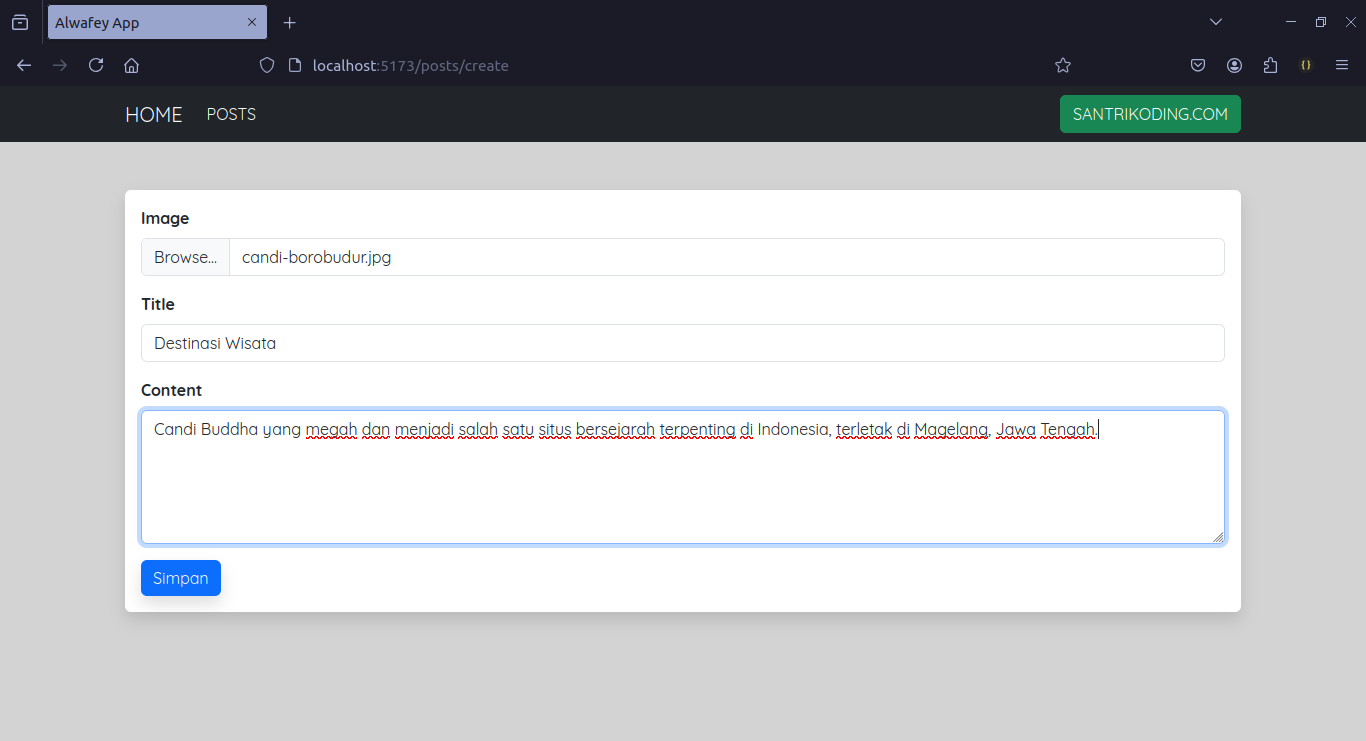 Alwafey App
localhost:5173/posts/create
HOME POSTS SANTRIKODING.COM
Image
Browse... candi-borobudur.jpg
Title
Destinasi Wisata
Content
Candi Buddha yang megah dan menjadi salah satu situs bersejarah terpenting di Indonesia, terletak di Magelang, Jawa Tengah.
Simpan